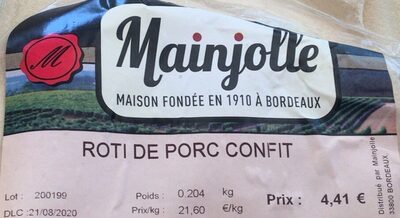 M
Mainjolle
MAISON FONDÉE EN 1910 À BORDEAUX
ROTI DE PORC CONFIT
Lot : 200199
Poids : 0.204 kg
Prix : 4,41 €
DLC :21/08/2020
Prix/kg : 21,60 €/kg
Distribué par Mainjolle
33800 BORDEAUX